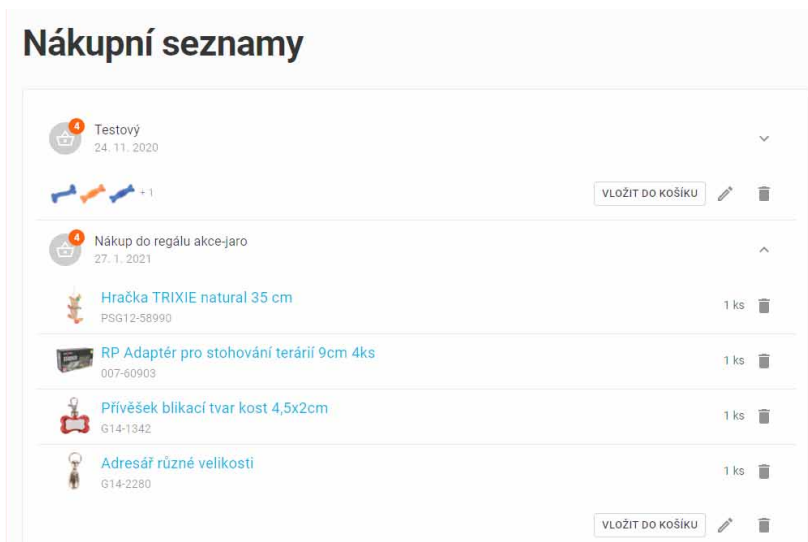 Nákupní seznamy
4
Testový
24. 11. 2020
+ 1
VLOŽIT DO KOŠÍKU
4
Nákup do regálu akce-jaro
27. 1. 2021
Hračka TRIXIE natural 35 cm
1 ks
PSG12-58990
RP Adaptér pro stohování terárií 9cm 4ks
1 ks
007-60903
Přívěšek blikací tvar kost 4,5x2cm
1 ks
G14-1342
Adresář různé velikosti
1 ks
G14-2280
VLOŽIT DO KOŠÍKU